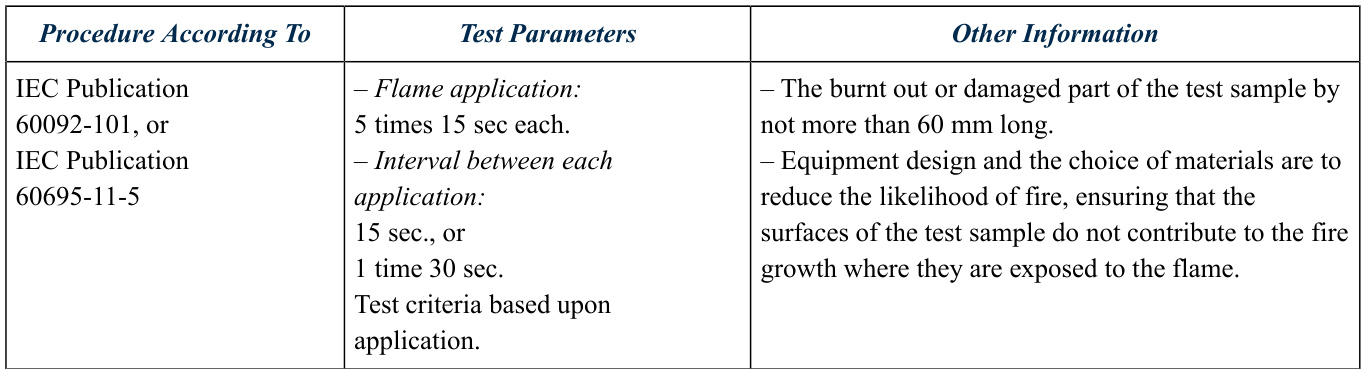 Procedure According To
Test Parameters
Other Information
IEC Publication
60092-101, or
IEC Publication
60695-11-5
– Flame application:
5 times 15 sec each.
– Interval between each
application:
15 sec., or
1 time 30 sec.
Test criteria based upon
application.
– The burnt out or damaged part of the test sample by
not more than 60 mm long.
– Equipment design and the choice of materials are to
reduce the likelihood of fire, ensuring that the
surfaces of the test sample do not contribute to the fire
growth where they are exposed to the flame.